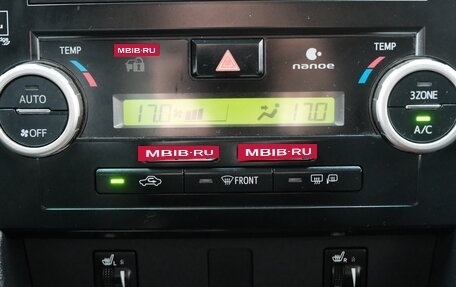 TEMP
MBIB.RU
nanoe
TEMP
AUTO
OFF
17.0
17.0
3ZONE
A/C
MBIB.RU
MBIB.RU
FRONT
L
R